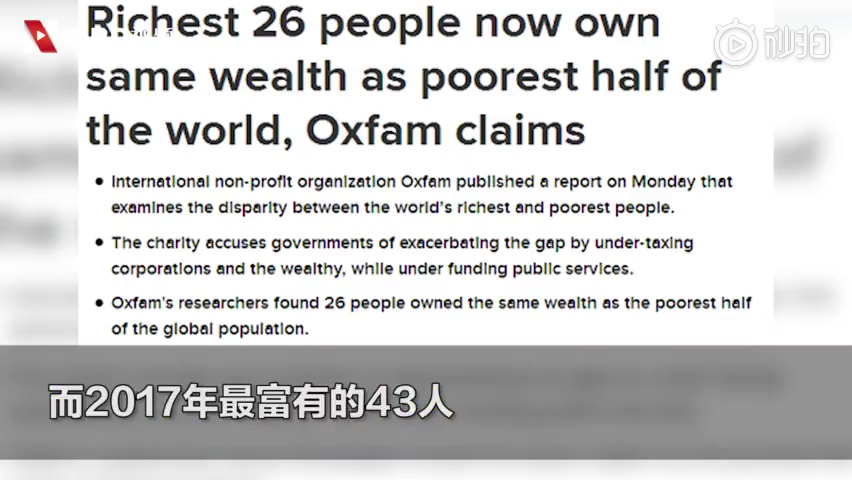 Richest 26 people now own
same wealth as poorest half of
the world, Oxfam claims
秒拍
International non-profit organization Oxfam published a report on Monday that
examines the disparity between the world's richest and poorest people.
The charity accuses governments of exacerbating the gap by under-taxing
corporations and the wealthy, while under funding public services.
Oxfam's researchers found 26 people owned the same wealth as the poorest half
of the global population.
而2017年最富有的43人